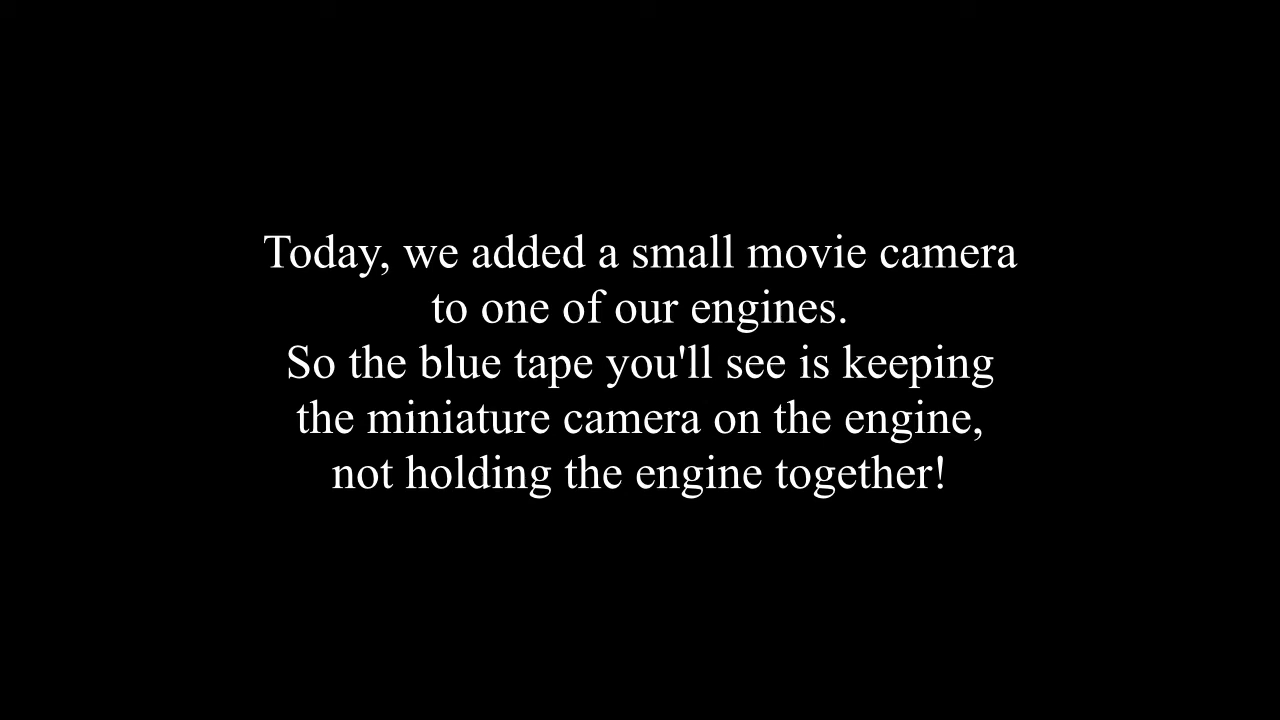 Today, we added a small movie camera
to one of our engines.
So the blue tape you'll see is keeping
the miniature camera on the engine,
not holding the engine together!